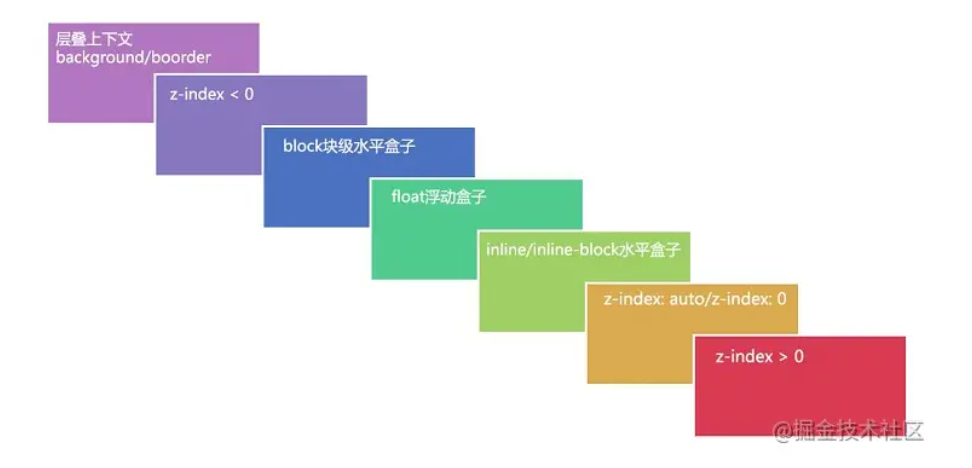 层叠上下文
background/boorder
z-index < 0
block块级水平盒子
float浮动盒子
inline/inline-block水平盒子
z-index: auto/z-index: 0
z-index > 0
@掘金技术社区